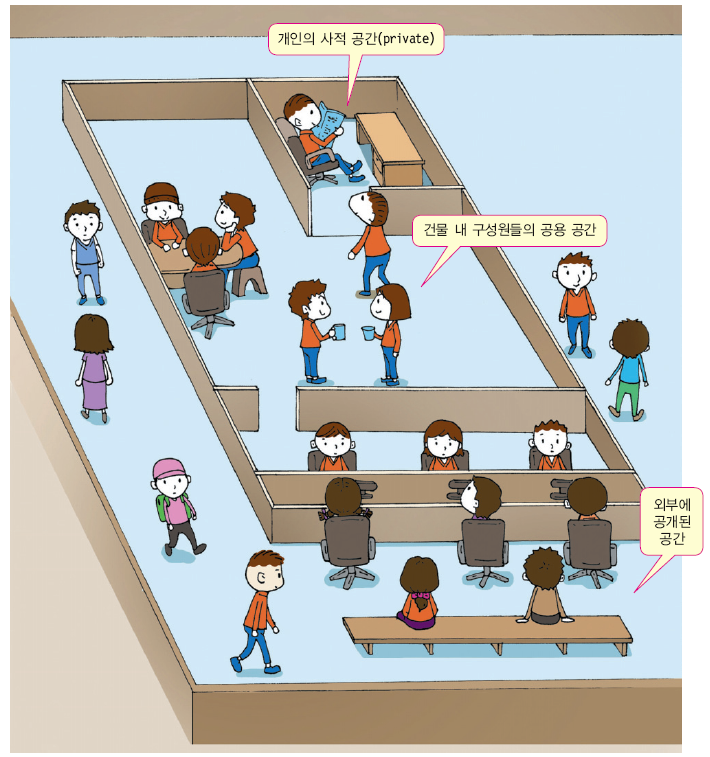 개인의 사적 공간(private)
건물 내 구성원들의 공용 공간
외부에
공개된
공간